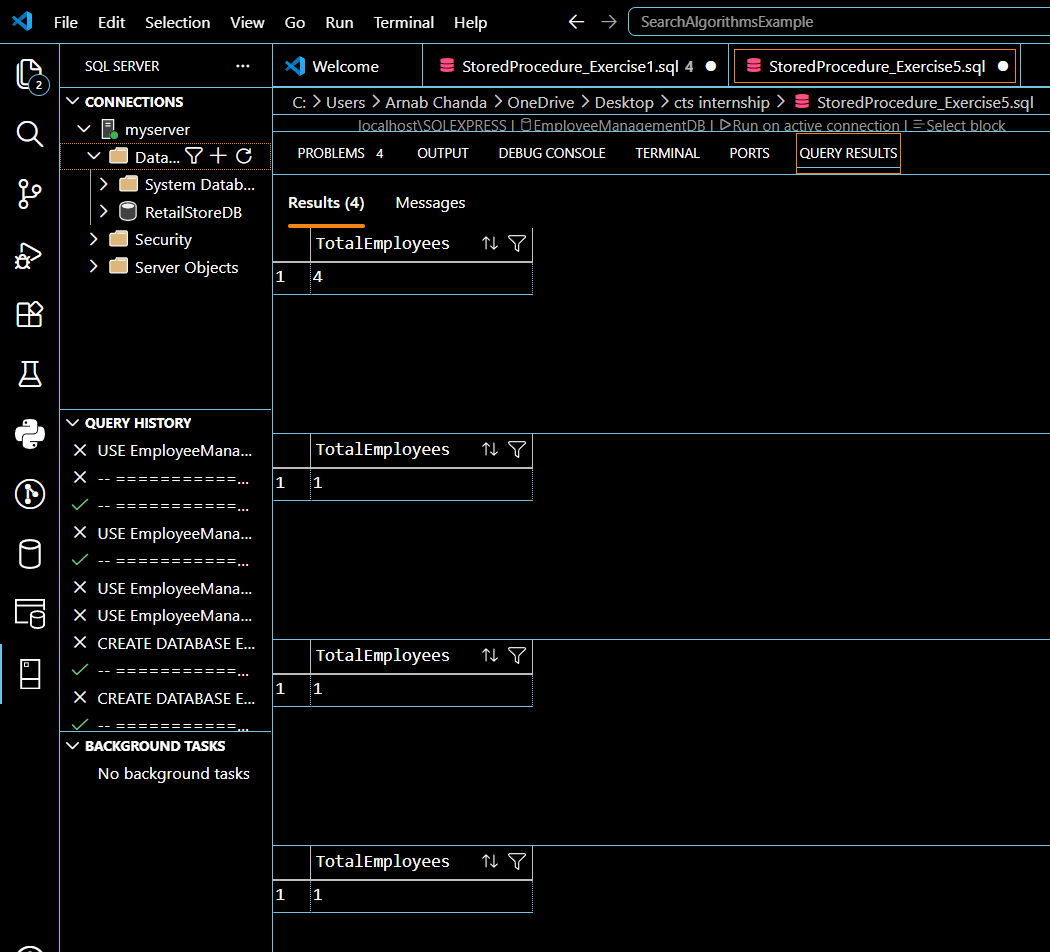 File Edit Selection View Go Run Terminal Help SearchAlgorithmsExample
2
SQL SERVER ...
CONNECTIONS
myserver
Data...
System Datab...
RetailStoreDB
Security
Server Objects
QUERY HISTORY
USE EmployeeMana...
-- ===========...
-- ===========...
USE EmployeeMana...
-- ===========...
USE EmployeeMana...
USE EmployeeMana...
CREATE DATABASE E...
-- ===========...
CREATE DATABASE E...
-- ===========...
BACKGROUND TASKS
No background tasks
Welcome StoredProcedure_Exercise1.sql 4 StoredProcedure_Exercise5.sql
C: > Users > Arnab Chanda > OneDrive > Desktop > cts internship > StoredProcedure_Exercise5.sql
localhost\SQLEXPRESS | EmployeeManagementDB | Run on active connection | Select block
PROBLEMS 4 OUTPUT DEBUG CONSOLE TERMINAL PORTS QUERY RESULTS
Results (4) Messages
TotalEmployees
1 4
TotalEmployees
1 1
TotalEmployees
1 1
TotalEmployees
1 1